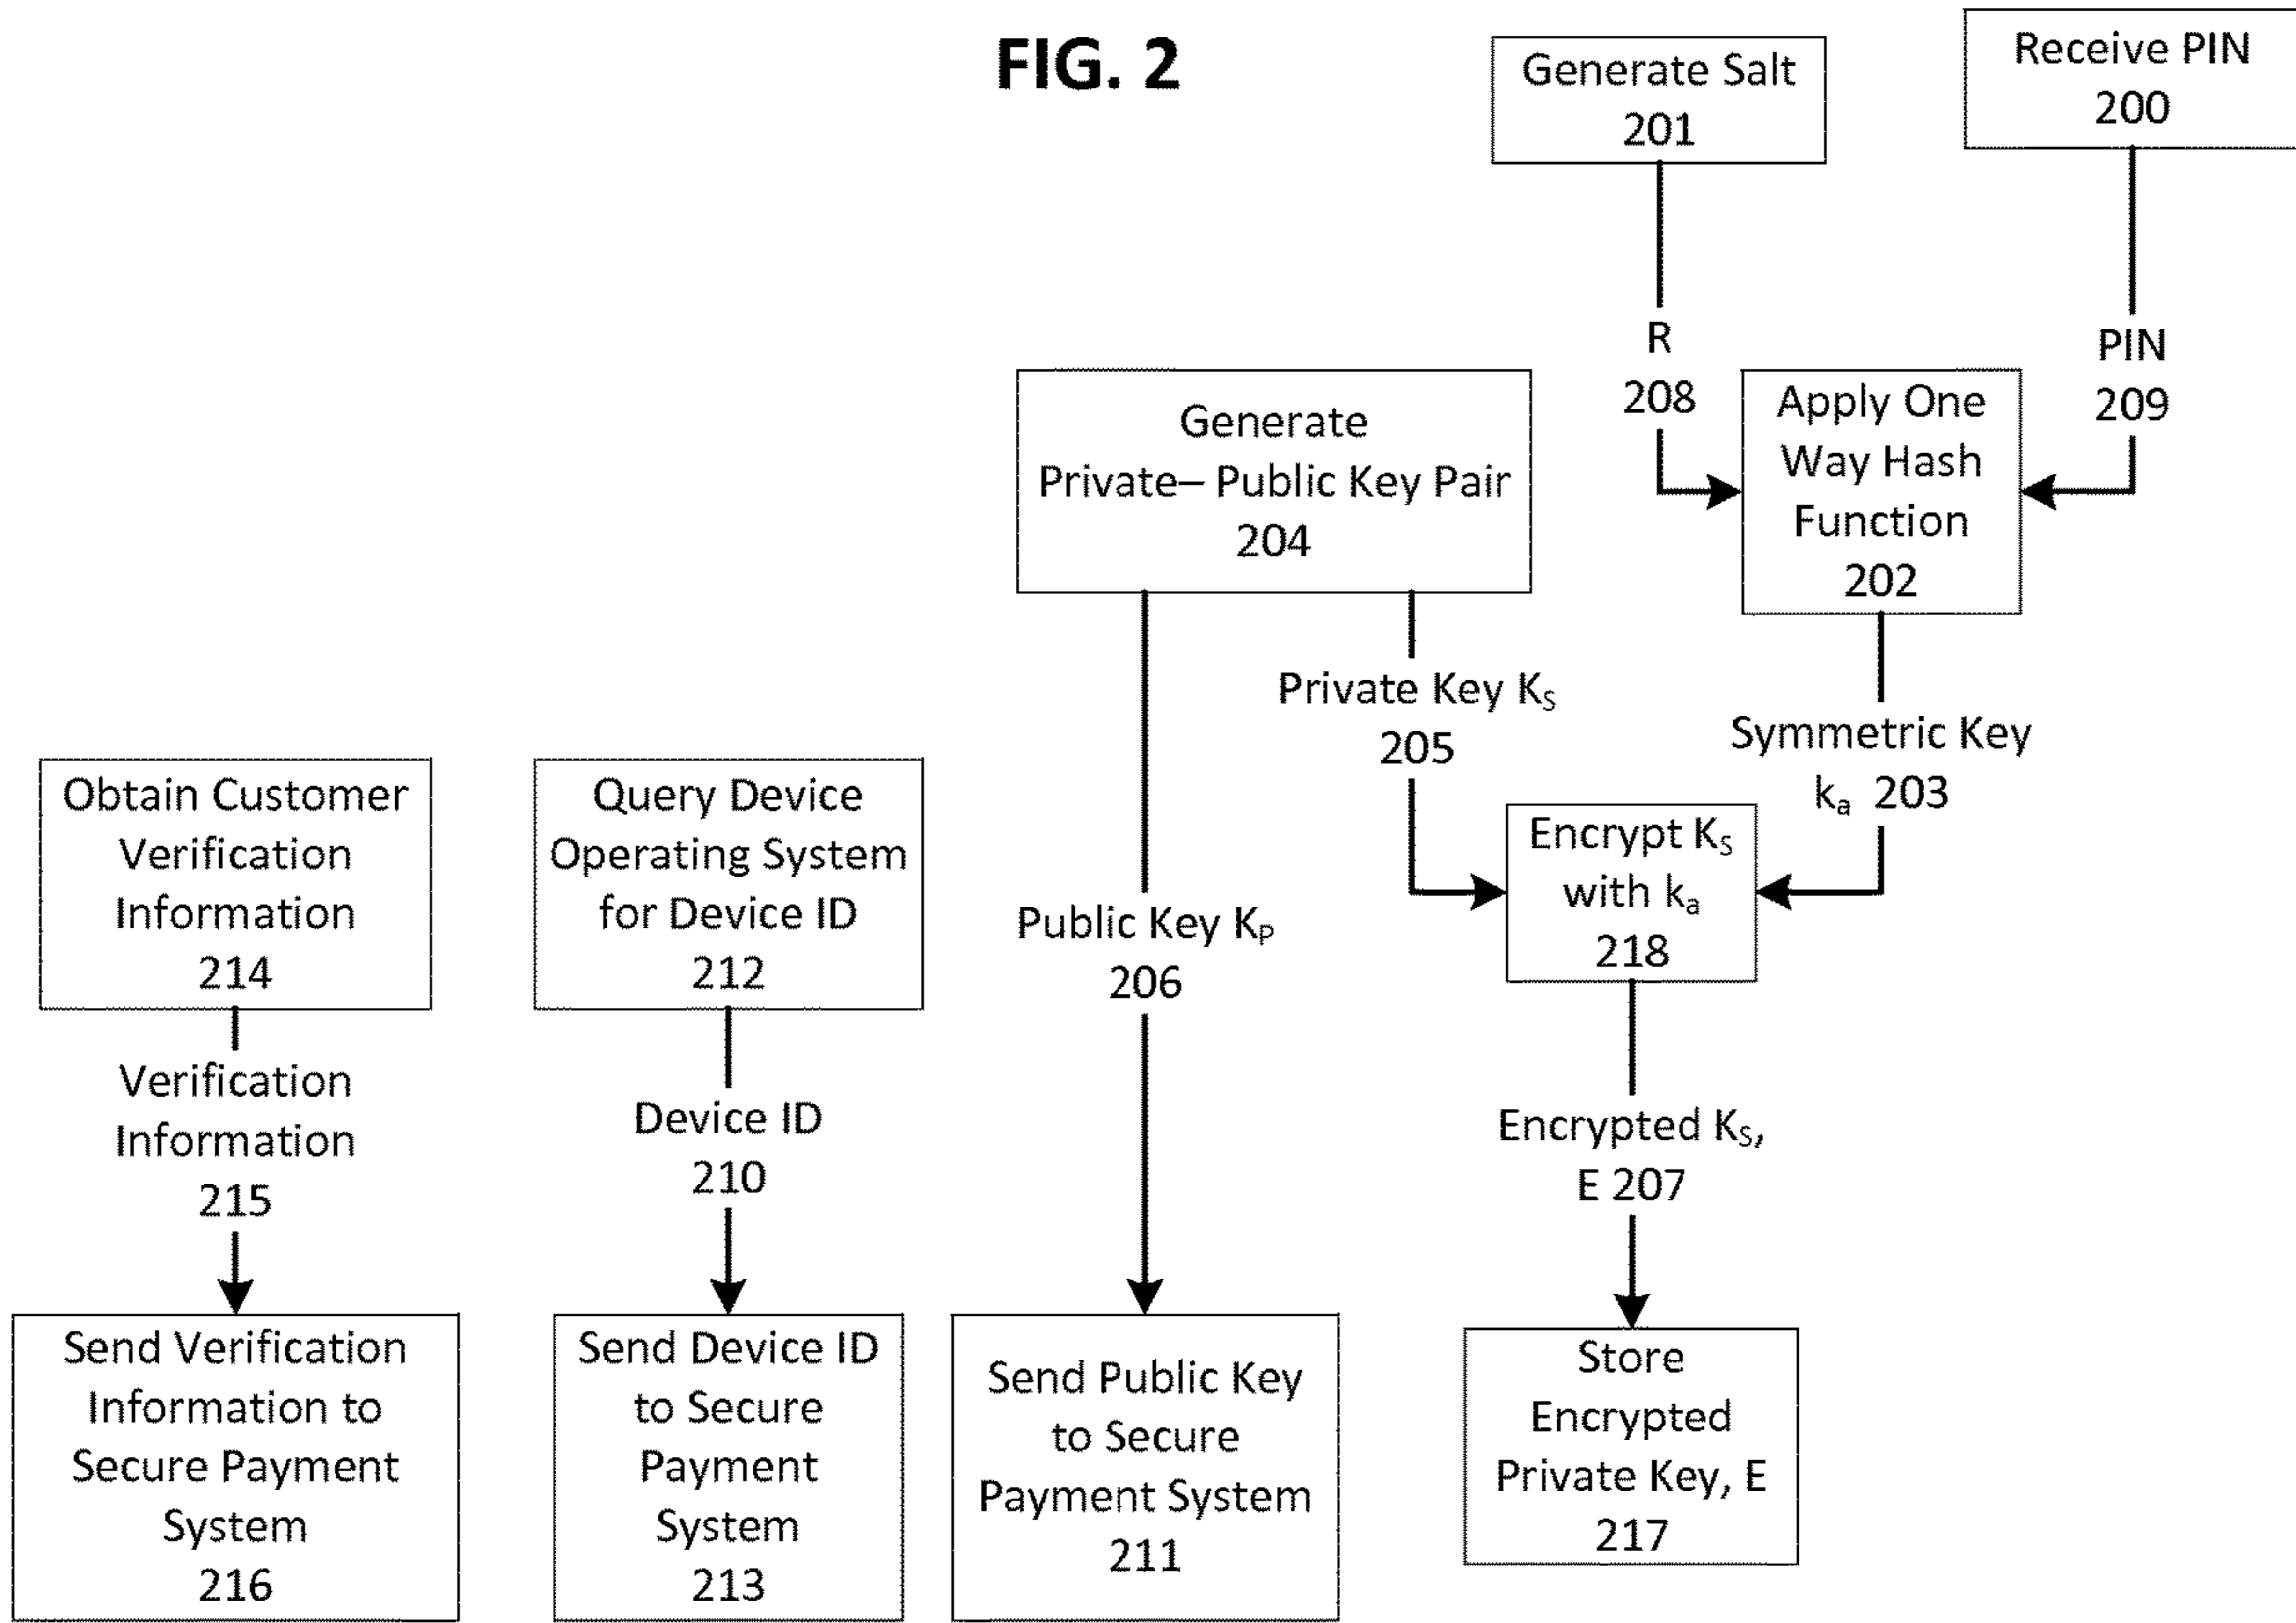 FIG. 2
Generate Salt
201
Receive PIN
200
R
208
PIN
209
Generate
Private– Public Key Pair
204
Apply One
Way Hash
Function
202
Private Key KS
205
Symmetric Key
ka 203
Obtain Customer
Verification
Information
214
Query Device
Operating System
for Device ID
212
Public Key KP
206
Encrypt KS
with ka
218
Verification
Information
215
Device ID
210
Encrypted KS,
E 207
Send Verification
Information to
Secure Payment
System
216
Send Device ID
to Secure
Payment
System
213
Send Public Key
to Secure
Payment System
211
Store
Encrypted
Private Key, E
217